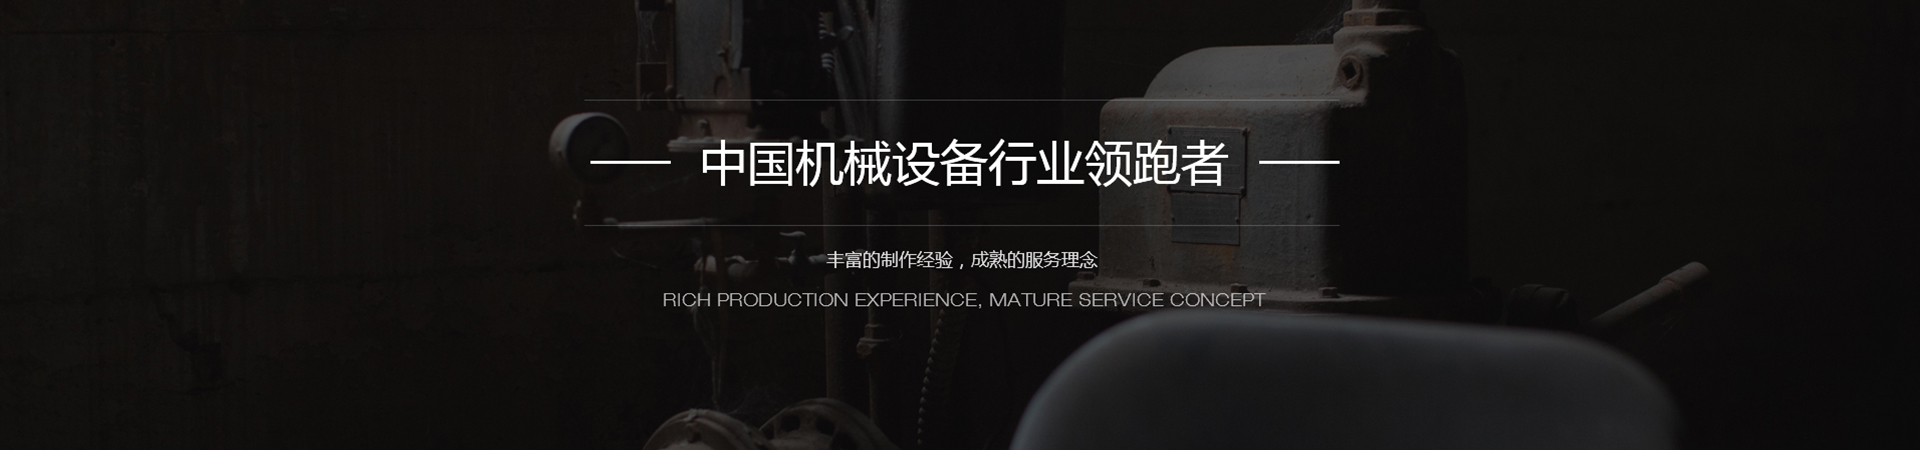 中国机械设备行业领跑者
丰富的制作经验，成熟的服务理念
RICH PRODUCTION EXPERIENCE, MATURE SERVICE CONCEPT